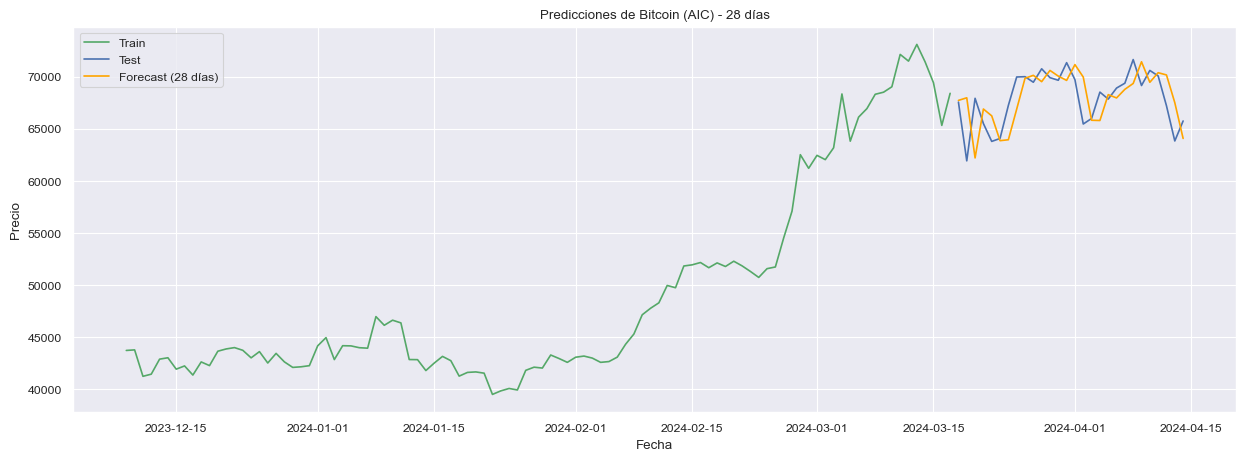 Predicciones de Bitcoin (AIC) - 28 días
Train
Test
Forecast (28 días)
Precio
70000
65000
60000
55000
50000
45000
40000
2023-12-15
2024-01-01
2024-01-15
2024-02-01
2024-02-15
2024-03-01
2024-03-15
2024-04-01
2024-04-15
Fecha